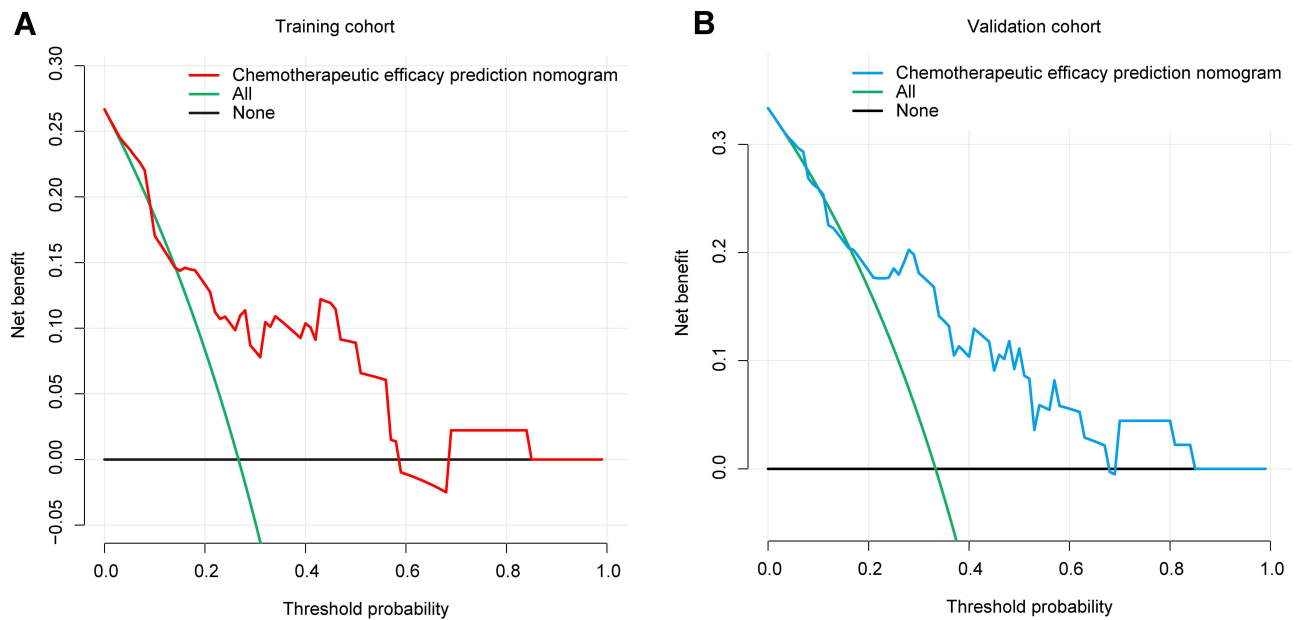 A
Training cohort
Chemotherapeutic efficacy prediction nomogram
All
None
Net benefit
0.30
0.25
0.20
0.15
0.10
0.05
0.00
−0.05
0.0 0.2 0.4 0.6 0.8 1.0
Threshold probability
B
Validation cohort
Chemotherapeutic efficacy prediction nomogram
All
None
Net benefit
0.3
0.2
0.1
0.0
0.0 0.2 0.4 0.6 0.8 1.0
Threshold probability